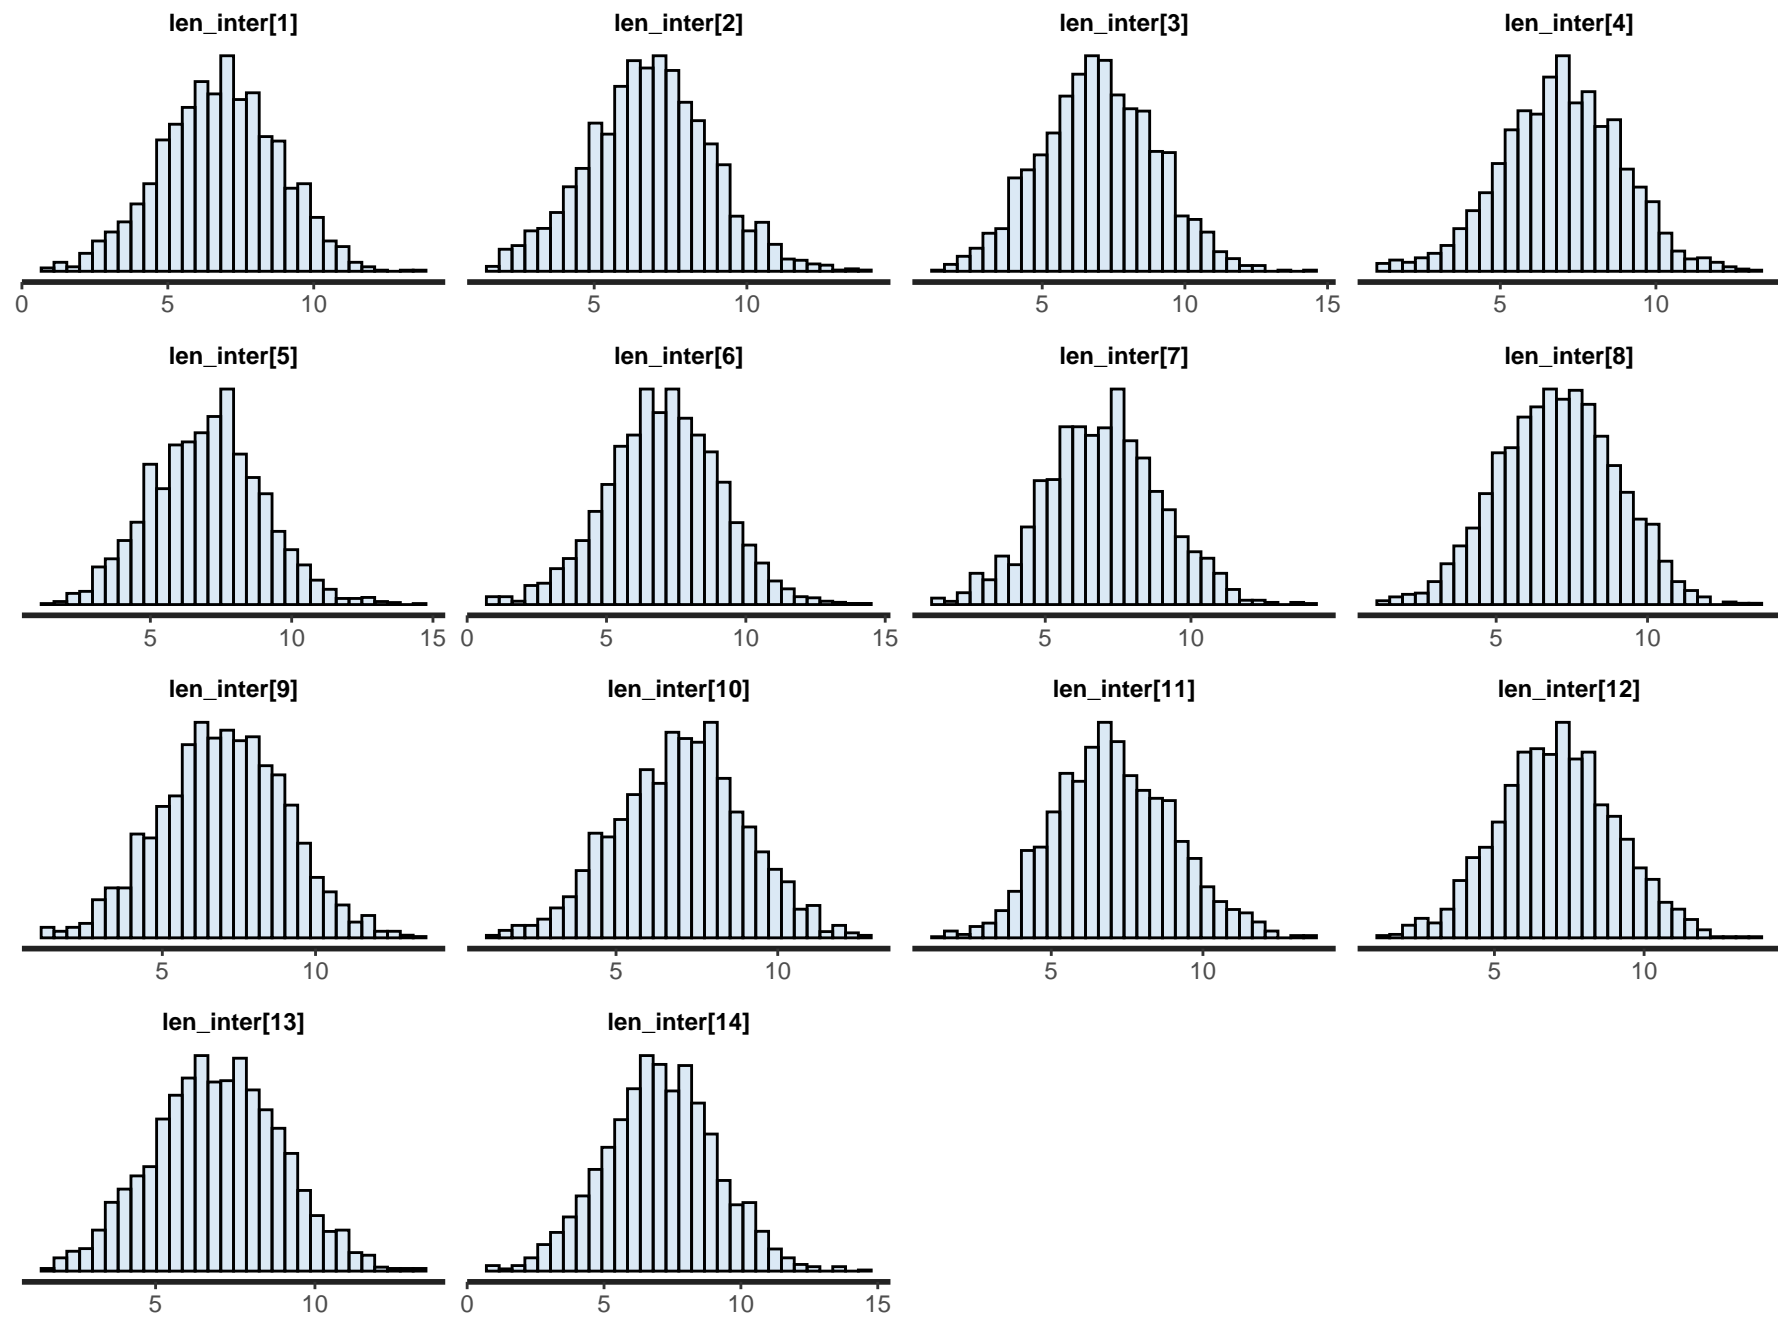 len_inter[1] len_inter[2] len_inter[3] len_inter[4]
0 5 10 5 10 5 10 15 5 10
len_inter[5] len_inter[6] len_inter[7] len_inter[8]
5 10 15 0 5 10 15 5 10 5 10
len_inter[9] len_inter[10] len_inter[11] len_inter[12]
5 10 5 10 5 10 5 10
len_inter[13] len_inter[14]
5 10 0 5 10 15